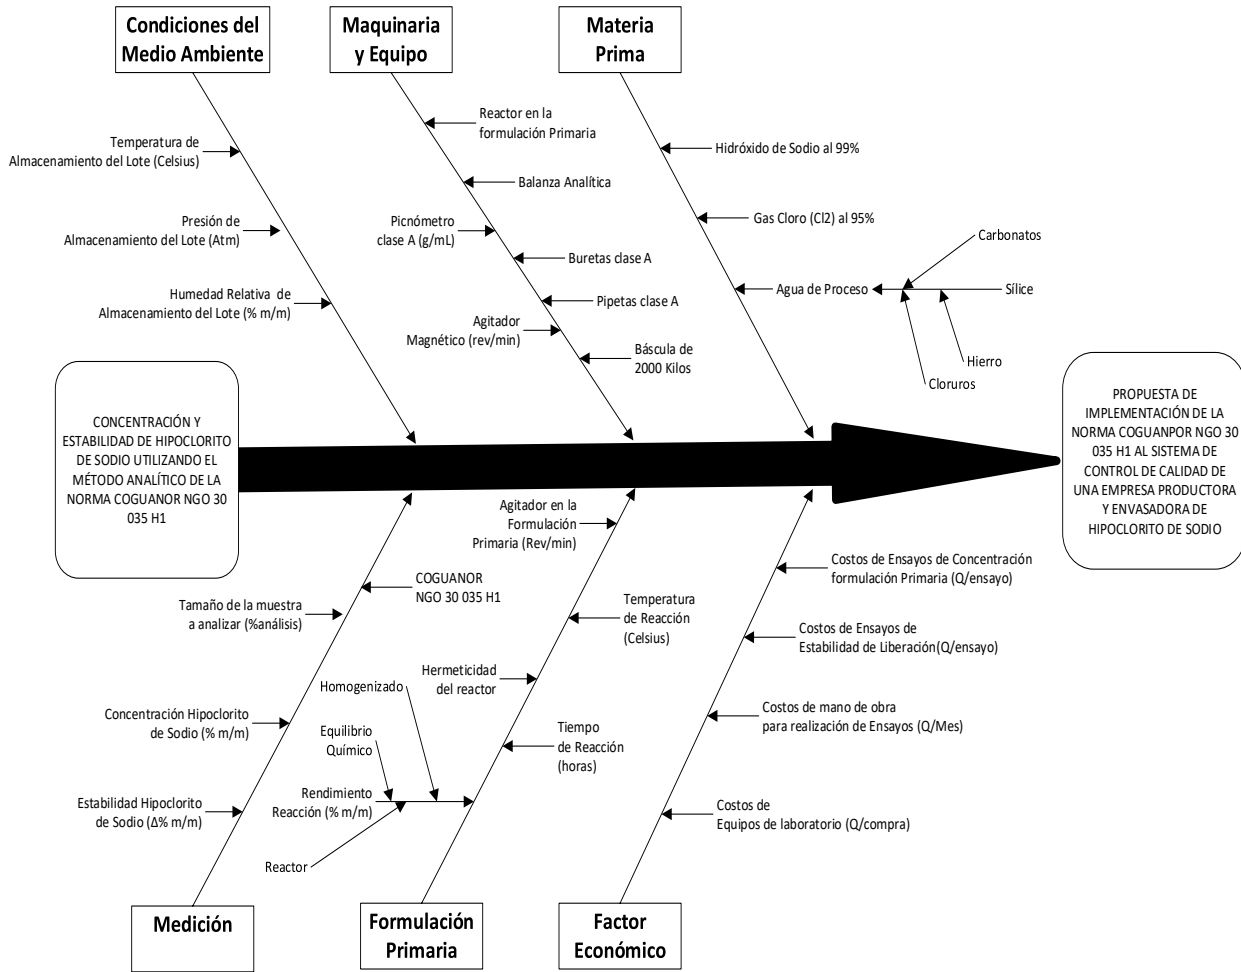 Condiciones del
Medio Ambiente
Maquinaria
y Equipo
Materia
Prima
Temperatura de
Almacenamiento del Lote (Celsius)
Presión de
Almacenamiento del Lote (Atm)
Humedad Relativa de
Almacenamiento del Lote (% m/m)
Reactor en la
formulación Primaria
Balanza Analítica
Picnómetro
clase A (g/mL)
Buretas clase A
Pipetas clase A
Agitador
Magnético (rev/min)
Báscula de
2000 Kilos
Hidróxido de Sodio al 99%
Gas Cloro (Cl2) al 95%
Agua de Proceso
Carbonatos
Sílice
Hierro
Cloruros
CONCENTRACIÓN Y
ESTABILIDAD DE HIPOCLORITO
DE SODIO UTILIZANDO EL
MÉTODO ANALÍTICO DE LA
NORMA COGUANOR NGO 30
035 H1
PROPUESTA DE
IMPLEMENTACIÓN DE LA
NORMA COGUANPOR NGO 30
035 H1 AL SISTEMA DE
CONTROL DE CALIDAD DE
UNA EMPRESA PRODUCTORA
Y ENVASADORA DE
HIPOCLORITO DE SODIO
COGUANOR
NGO 30 035 H1
Tamaño de la muestra
a analizar (%análisis)
Concentración Hipoclorito
de Sodio (% m/m)
Estabilidad Hipoclorito
de Sodio (Δ% m/m)
Agitador en la
Formulación
Primaria (Rev/min)
Temperatura
de Reacción
(Celsius)
Hermeticidad
del reactor
Homogenizado
Tiempo
de Reacción
(horas)
Equilibrio
Químico
Rendimiento
Reacción (% m/m)
Reactor
Costos de Ensayos de Concentración
formulación Primaria (Q/ensayo)
Costos de Ensayos de
Estabilidad de Liberación(Q/ensayo)
Costos de mano de obra
para realización de Ensayos (Q/Mes)
Costos de
Equipos de laboratorio (Q/compra)
Medición
Formulación
Primaria
Factor
Económico